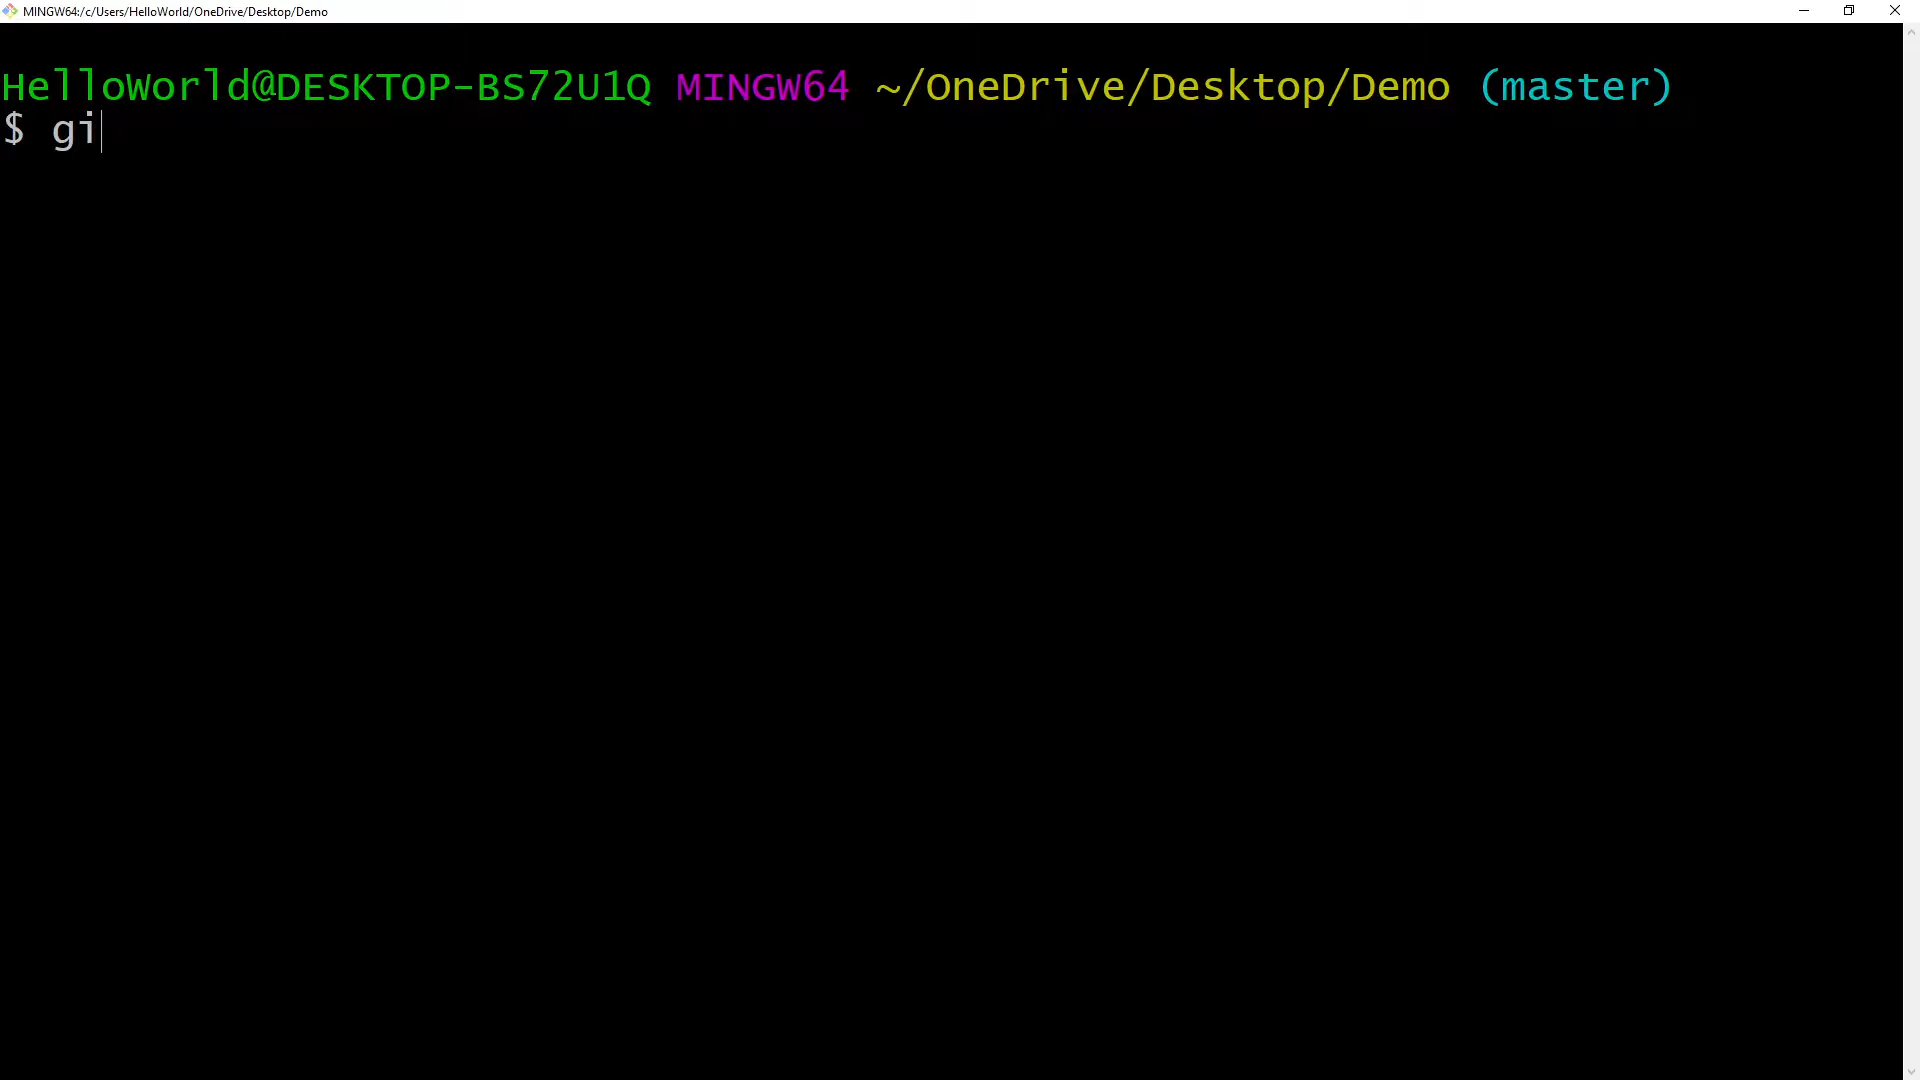 MINGW64:/c/Users/HelloWorld/OneDrive/Desktop/Demo
HelloWorld@DESKTOP-BS72U1Q MINGW64 ~/OneDrive/Desktop/Demo (master)
$ gi